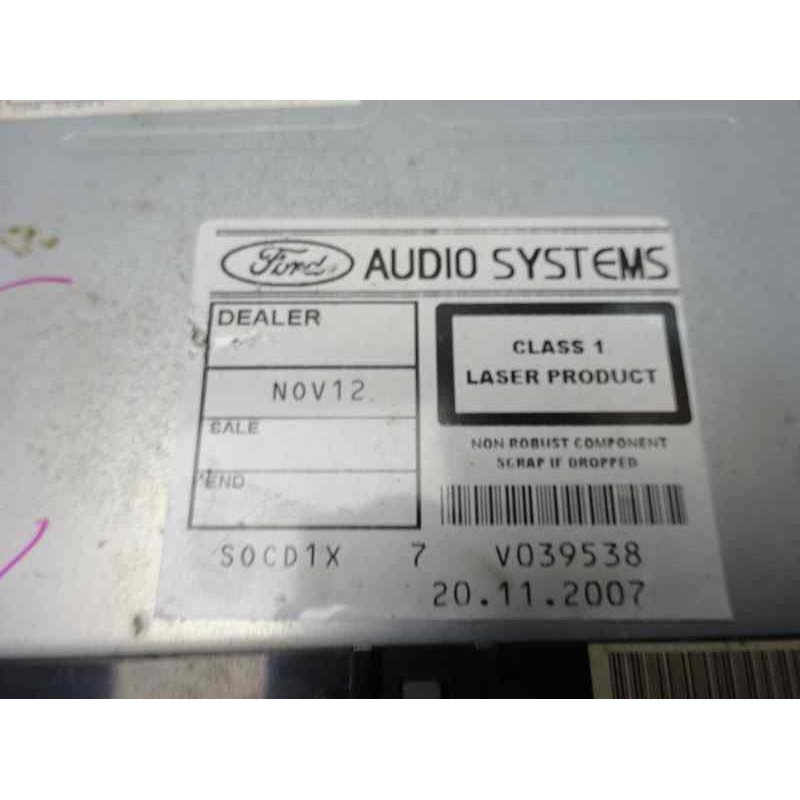 Ford AUDIO SYSTEMS
DEALER
NOV12
SALE
END
CLASS 1
LASER PRODUCT
NON ROBUST COMPONENT
SCRAP IF DROPPED
SOCD1X 7 V039538
20.11.2007